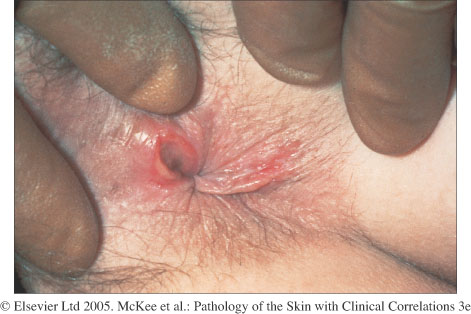 © Elsevier Ltd 2005. McKee et al.: Pathology of the Skin with Clinical Correlations 3e